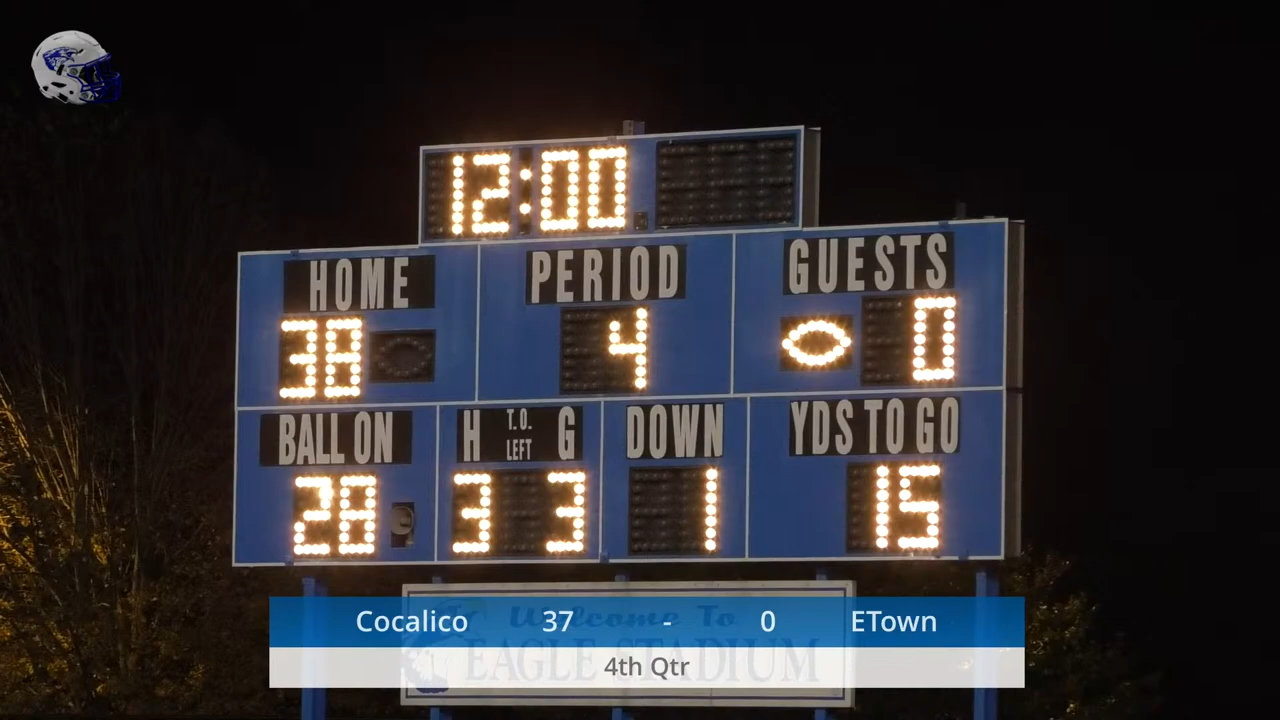 12:00
HOME PERIOD GUESTS
38 4 0
BALL ON H T.O. LEFT G DOWN YDS TO GO
28 3 3 1 15
Welcome To
EAGLE STADIUM
Cocalico 37 - 0 ETown
4th Qtr